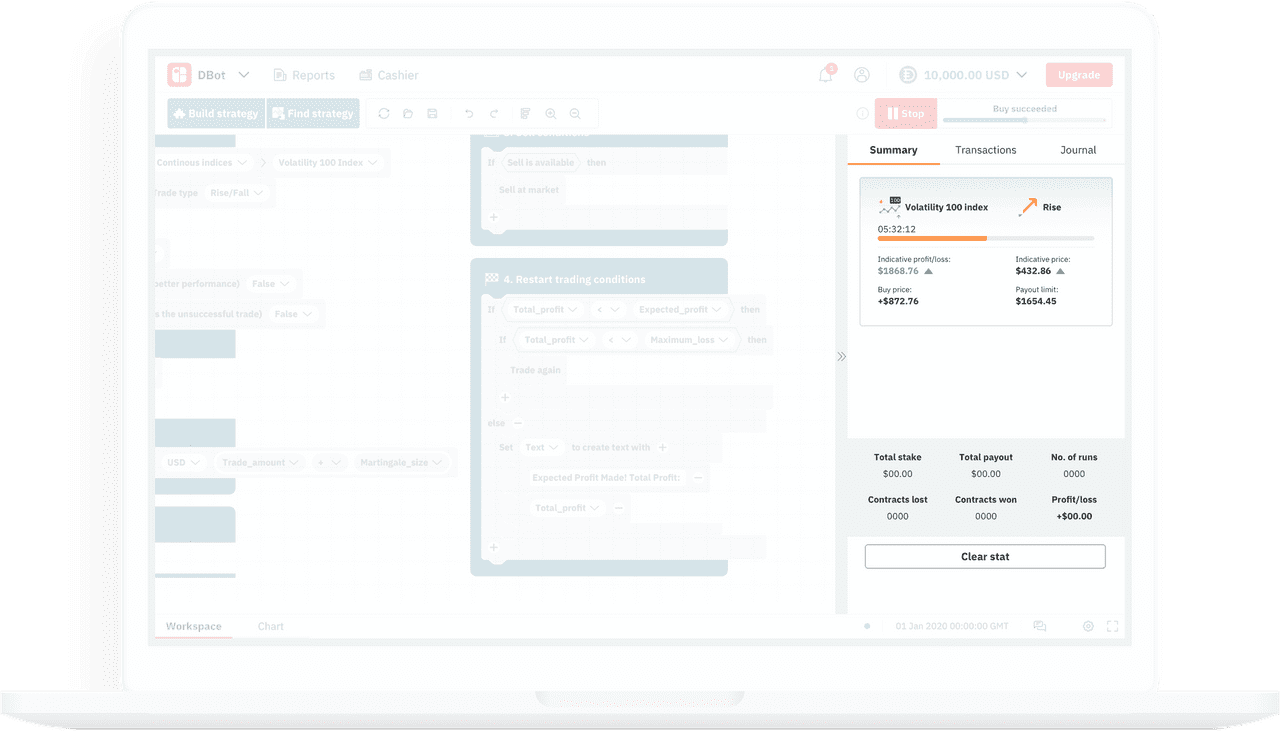 DBot Reports Cashier 1 10,000.00 USD Upgrade
Build strategy Find strategy Stop Buy succeeded
Summary Transactions Journal
Continous indices Volatility 100 Index
Trade type Rise/Fall
better performance) False
s the unsuccessful trade) False
USD Trade_amount + Martingale_size
If Sell is available then
Sell at market
+
4. Restart trading conditions
If Total_profit < Expected_profit then
If Total_profit < Maximum_loss then
Trade again
+
else −
Set Text to create text with +
Expected Profit Made! Total Profit: −
Total_profit −
+
100 Volatility 100 index Rise
05:32:12
Indicative profit/loss: Indicative price:
$1868.76 $432.86
Buy price: Payout limit:
+$872.76 $1654.45
Total stake Total payout No. of runs
$00.00 $00.00 0000
Contracts lost Contracts won Profit/loss
0000 0000 +$00.00
Clear stat
Workspace Chart 01 Jan 2020 00:00:00 GMT